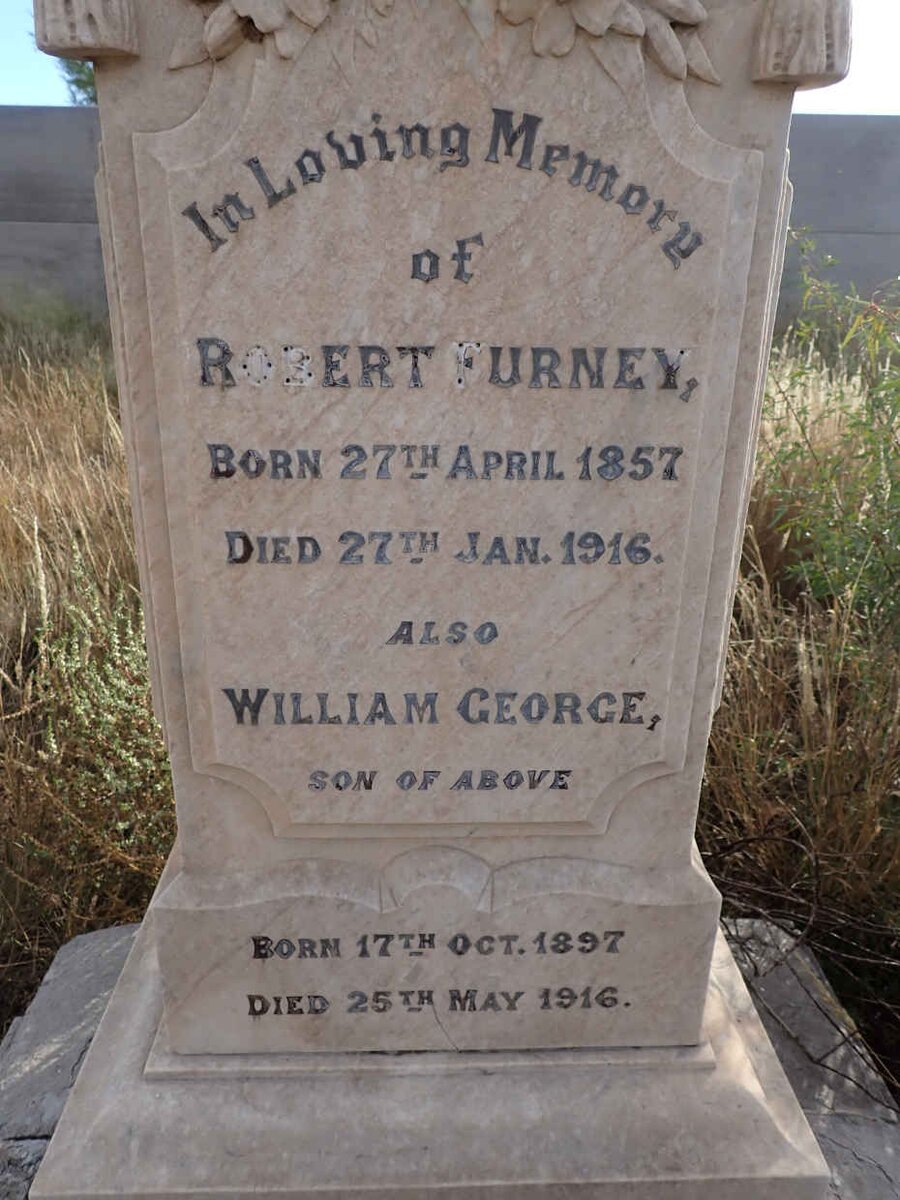 In Loving Memory
of
ROBERT FURNEY,
BORN 27TH APRIL 1857
DIED 27TH JAN. 1916.
ALSO
WILLIAM GEORGE,
SON OF ABOVE
BORN 17TH OCT. 1897
DIED 25TH MAY 1916.